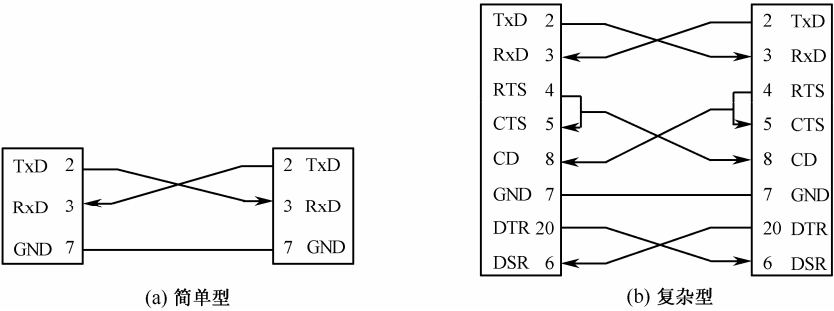 TxD 2 2 TxD
RxD 3 3 RxD
GND 7 7 GND
(a) 简单型
TxD 2 2 TxD
RxD 3 3 RxD
RTS 4 4 RTS
CTS 5 5 CTS
CD 8 8 CD
GND 7 7 GND
DTR 20 20 DTR
DSR 6 6 DSR
(b) 复杂型